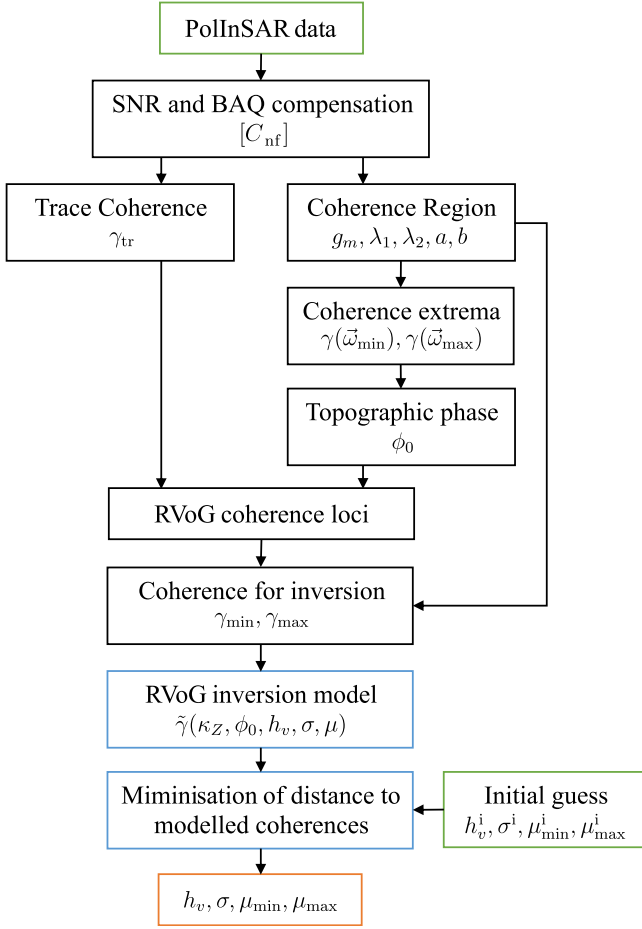 PolInSAR data
SNR and BAQ compensation
[C_nf]
Trace Coherence
γ_tr
Coherence Region
g_m, λ_1, λ_2, a, b
Coherence extrema
γ(ω⃗_min), γ(ω⃗_max)
Topographic phase
ϕ_0
RVoG coherence loci
Coherence for inversion
γ_min, γ_max
RVoG inversion model
γ̃(κ_Z, ϕ_0, h_v, σ, μ)
Miminisation of distance to
modelled coherences
Initial guess
h_v^i, σ^i, μ_min^i, μ_max^i
h_v, σ, μ_min, μ_max